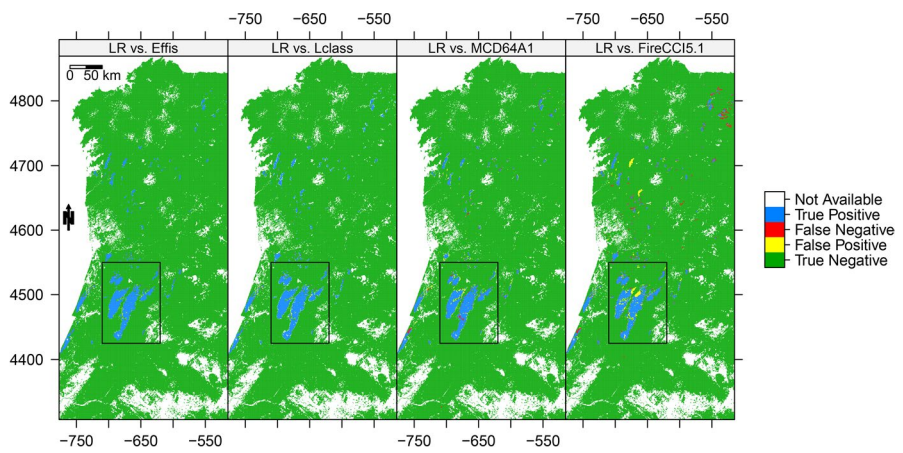 −750 −650 −550 −750 −650 −550
LR vs. Effis LR vs. Lclass LR vs. MCD64A1 LR vs. FireCCI5.1
0 50 km
4800
4700
4600
4500
4400
N
Not Available
True Positive
False Negative
False Positive
True Negative
−750 −650 −550 −750 −650 −550